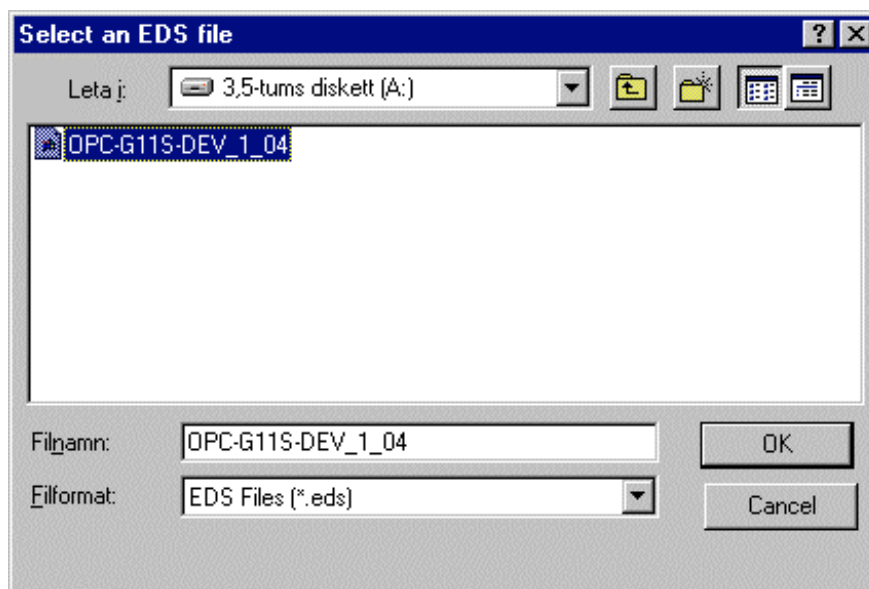 Select an EDS file
Leta i: 3,5-tums diskett (A:)
OPC-G11S-DEV_1_04
Filnamn: OPC-G11S-DEV_1_04 OK
Filformat: EDS Files (*.eds) Cancel